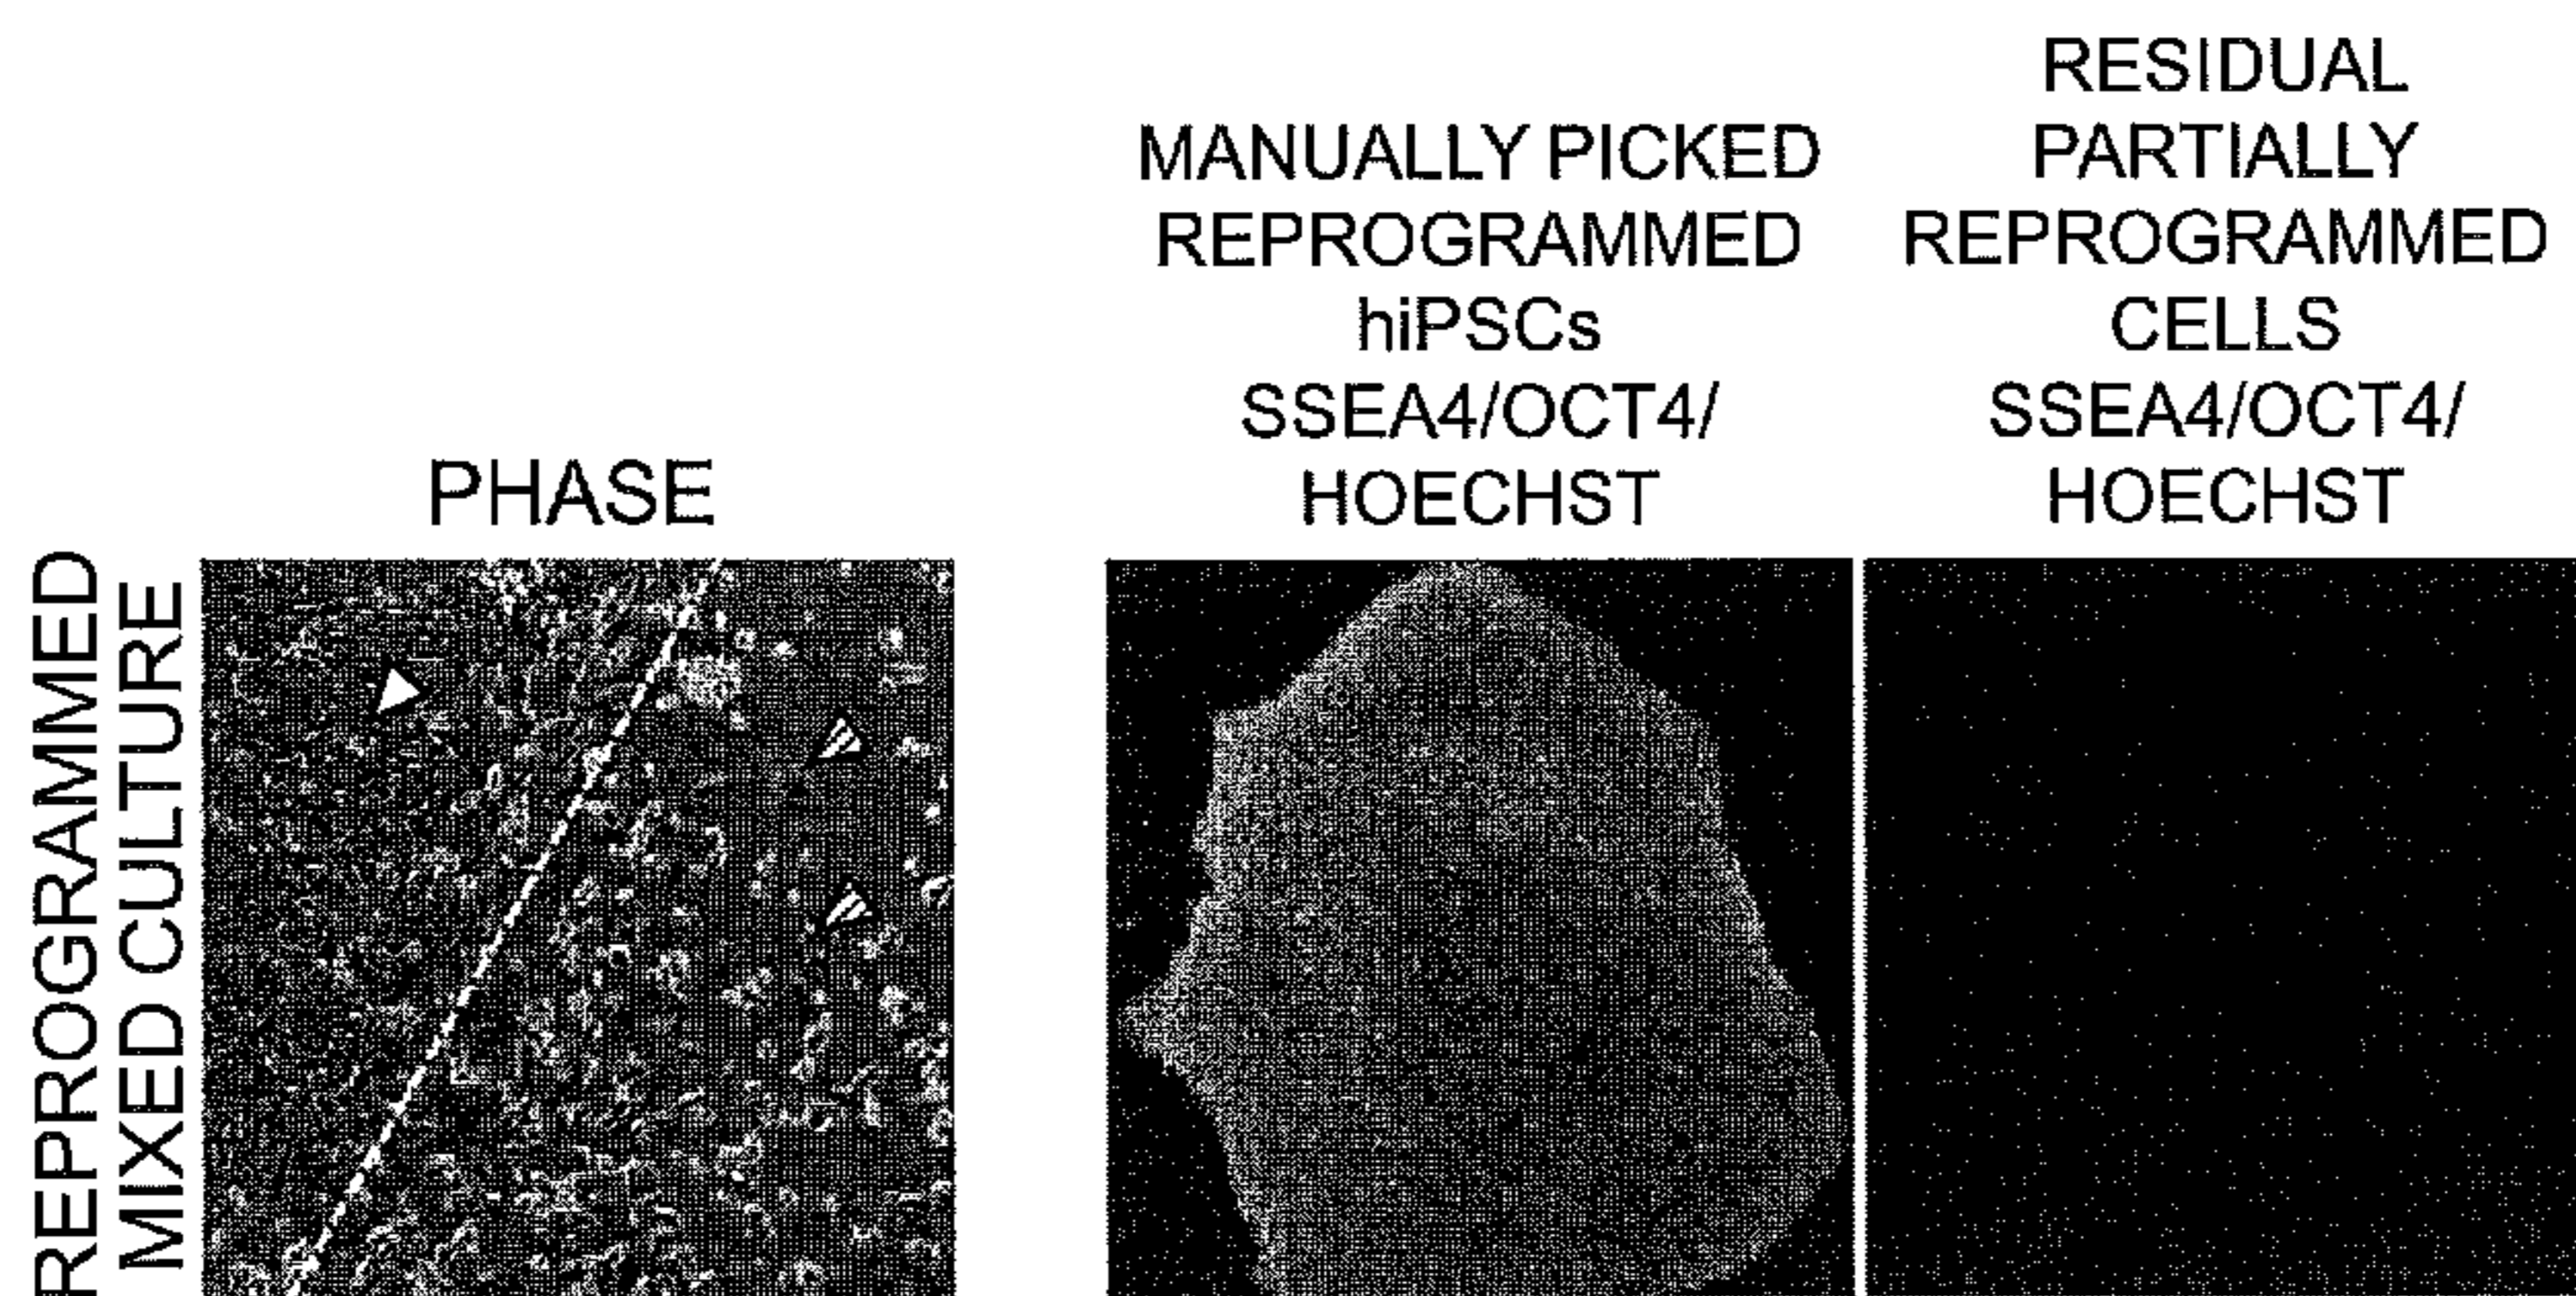 PHASE
MANUALLY PICKED
REPROGRAMMED
hiPSCs
SSEA4/OCT4/
HOECHST
RESIDUAL
PARTIALLY
REPROGRAMMED
CELLS
SSEA4/OCT4/
HOECHST
REPROGRAMMED
MIXED CULTURE